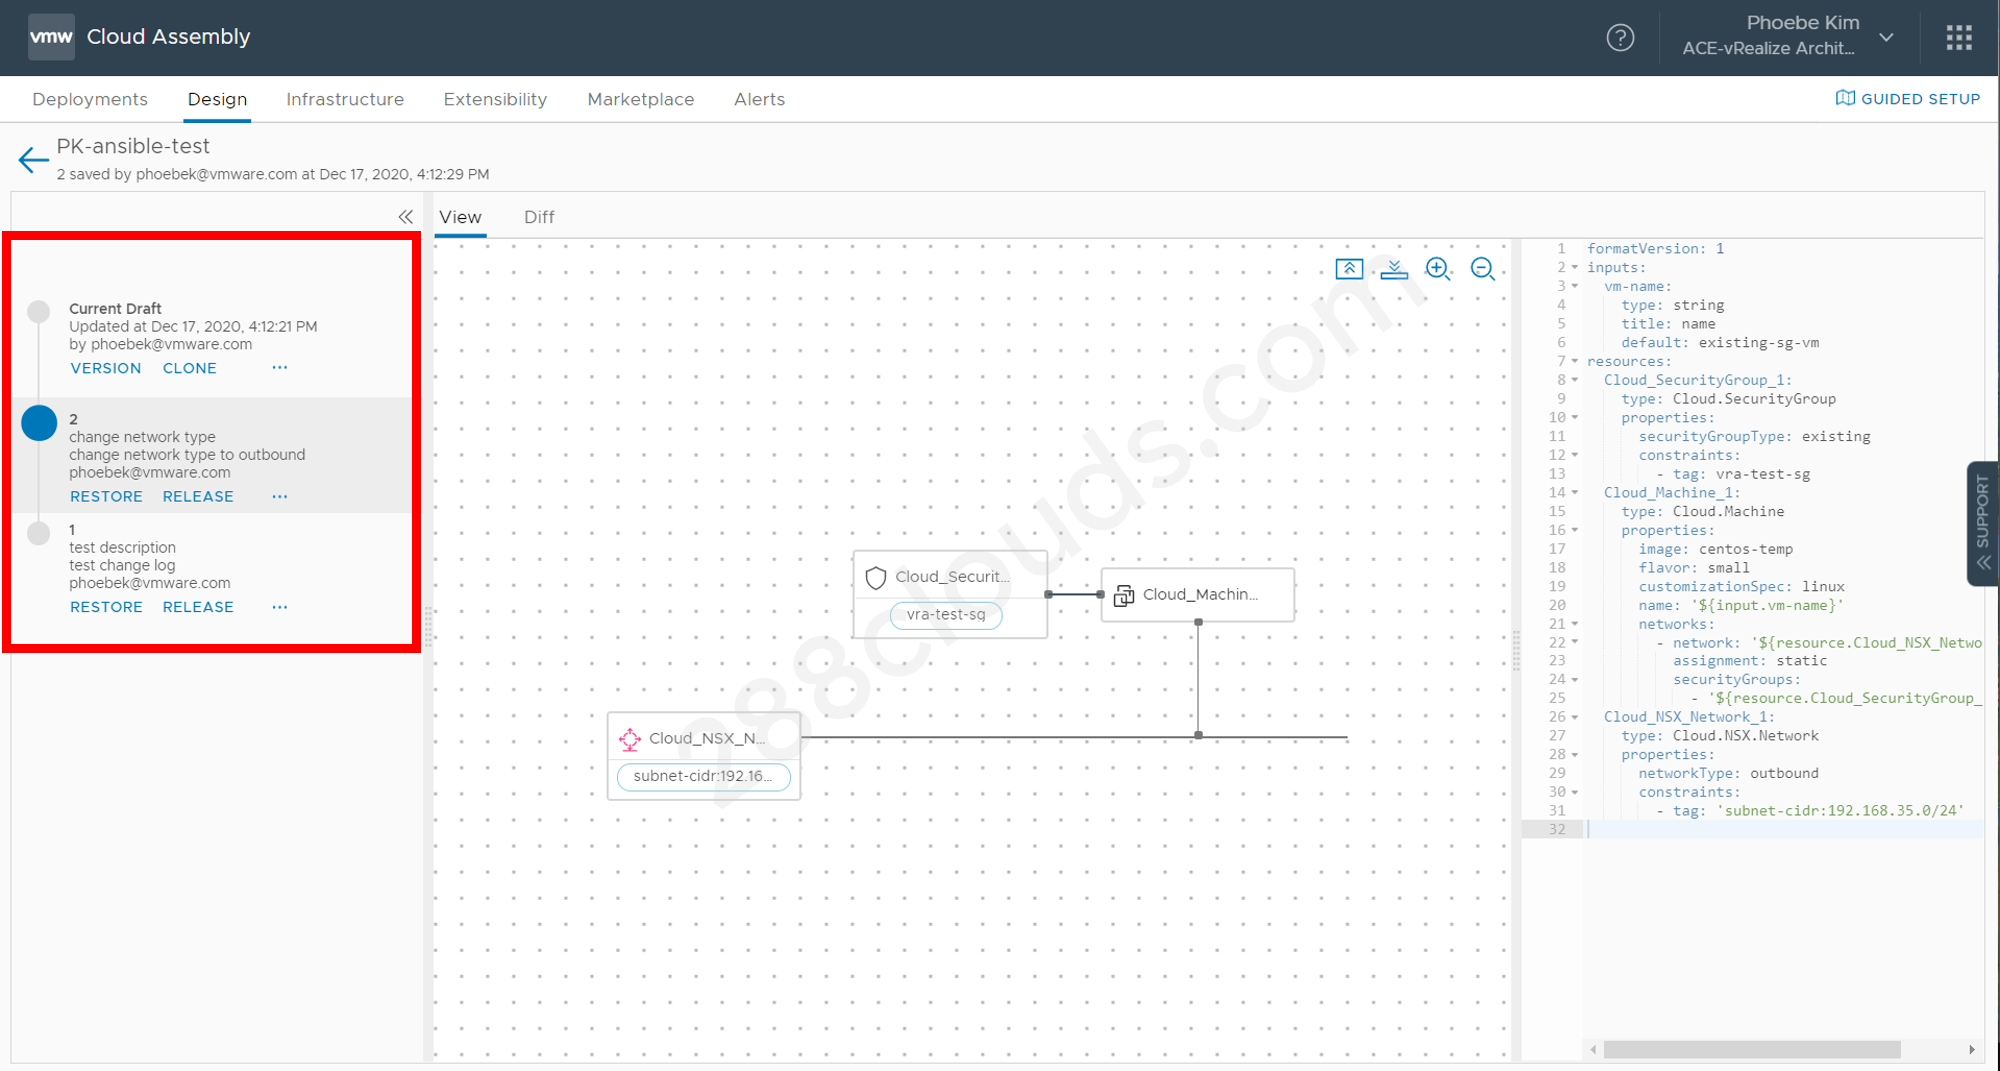 vmw Cloud Assembly
Phoebe Kim
ACE-vRealize Archit...
Deployments Design Infrastructure Extensibility Marketplace Alerts
GUIDED SETUP
PK-ansible-test
2 saved by phoebek@vmware.com at Dec 17, 2020, 4:12:29 PM
View Diff
Current Draft
Updated at Dec 17, 2020, 4:12:21 PM
by phoebek@vmware.com
VERSION CLONE ...
2
change network type
change network type to outbound
phoebek@vmware.com
RESTORE RELEASE ...
1
test description
test change log
phoebek@vmware.com
RESTORE RELEASE ...
Cloud_Securit...
vra-test-sg
Cloud_Machin...
Cloud_NSX_N...
subnet-cidr:192.16...
288clouds.com
1 formatVersion: 1
2 inputs:
3 vm-name:
4 type: string
5 title: name
6 default: existing-sg-vm
7 resources:
8 Cloud_SecurityGroup_1:
9 type: Cloud.SecurityGroup
10 properties:
11 securityGroupType: existing
12 constraints:
13 - tag: vra-test-sg
14 Cloud_Machine_1:
15 type: Cloud.Machine
16 properties:
17 image: centos-temp
18 flavor: small
19 customizationSpec: linux
20 name: '${input.vm-name}'
21 networks:
22 - network: '${resource.Cloud_NSX_Netwo
23 assignment: static
24 securityGroups:
25 - '${resource.Cloud_SecurityGroup_
26 Cloud_NSX_Network_1:
27 type: Cloud.NSX.Network
28 properties:
29 networkType: outbound
30 constraints:
31 - tag: 'subnet-cidr:192.168.35.0/24'
32
SUPPORT